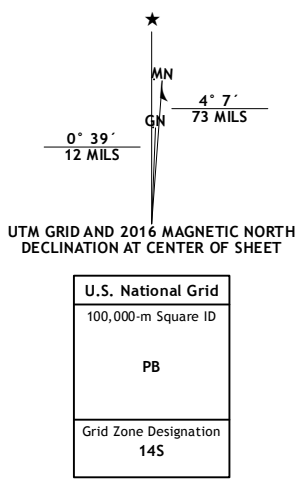 ★
MN
4° 7´
73 MILS
GN
0° 39´
12 MILS
UTM GRID AND 2016 MAGNETIC NORTH
DECLINATION AT CENTER OF SHEET
U.S. National Grid
100,000-m Square ID
PB
Grid Zone Designation
14S